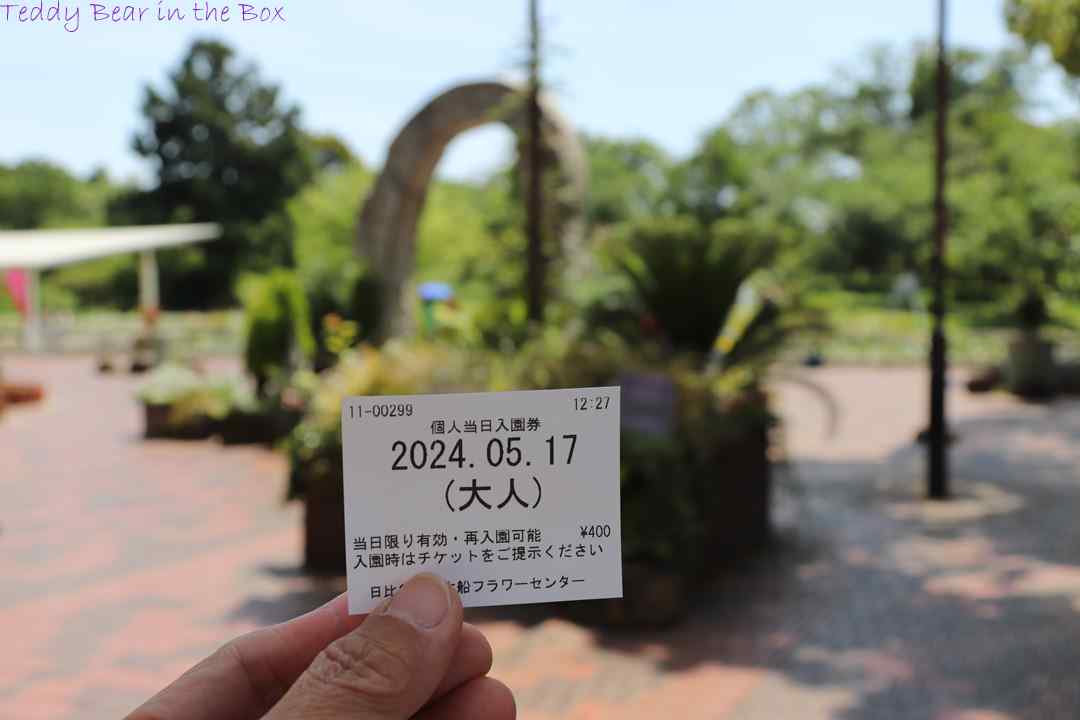 Teddy Bear in the Box
11-00299 12:27
個人当日入園券
2024.05.17
(大人)
当日限り有効・再入園可能 ¥400
入園時はチケットをご提示ください
日比 船フラワーセンター